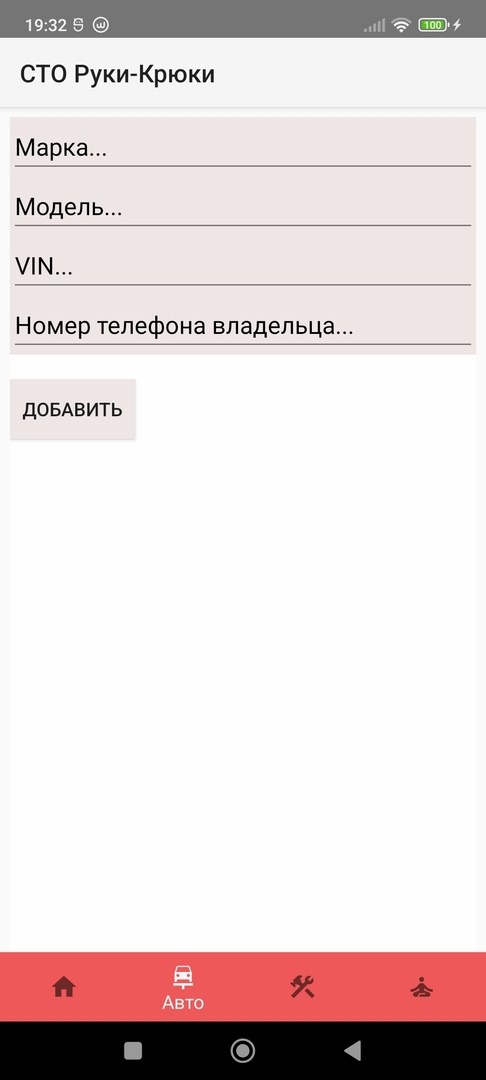 19:32
100
СТО Руки-Крюки
Марка...
Модель...
VIN...
Номер телефона владельца...
ДОБАВИТЬ
Авто